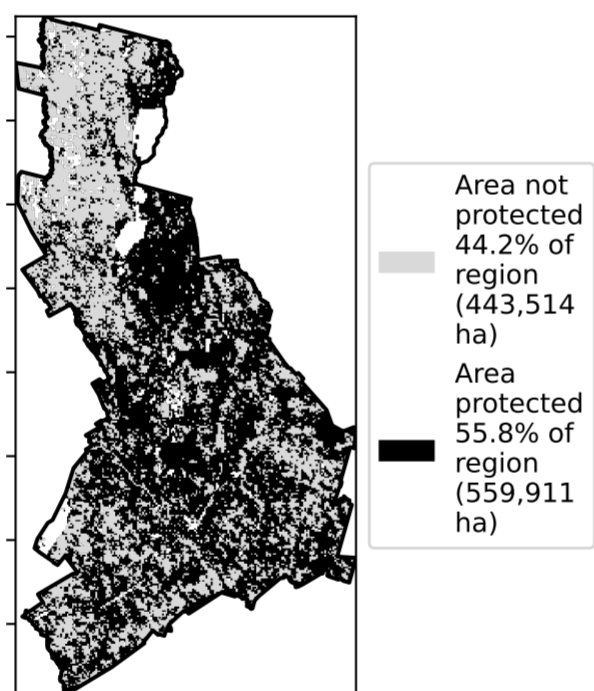 Area not
protected
44.2% of
region
(443,514
ha)
Area
protected
55.8% of
region
(559,911
ha)